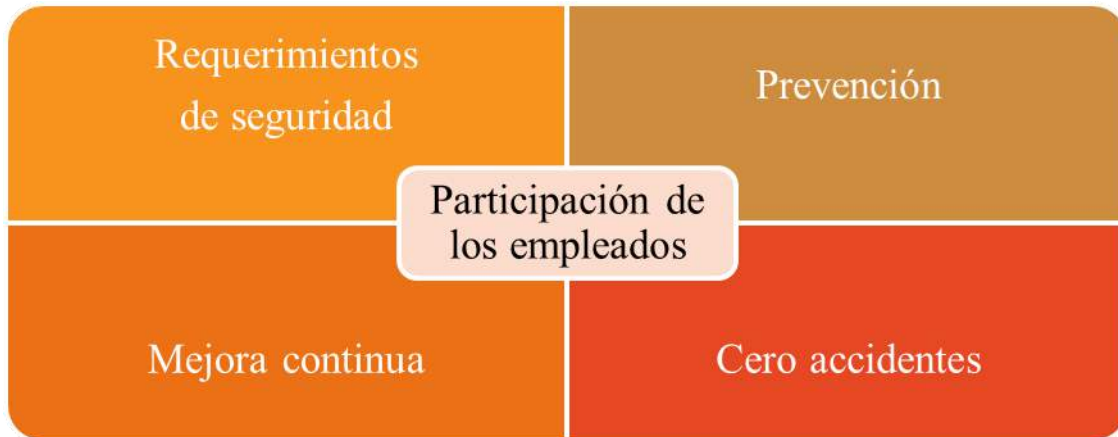 Requerimientos
de seguridad
Prevención
Participación de
los empleados
Mejora continua
Cero accidentes